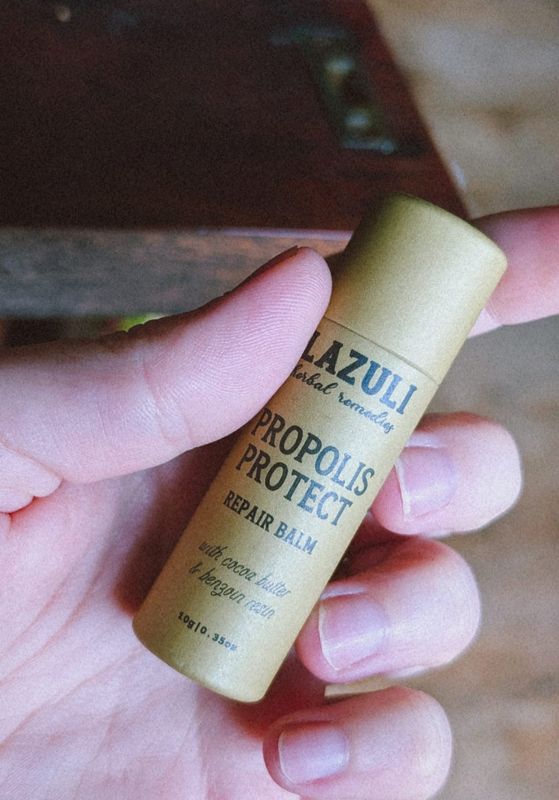 LAZULI
herbal remedies
PROPOLIS
PROTECT
REPAIR BALM
with cocoa butter
& benzoin resin
10g|0.35oz